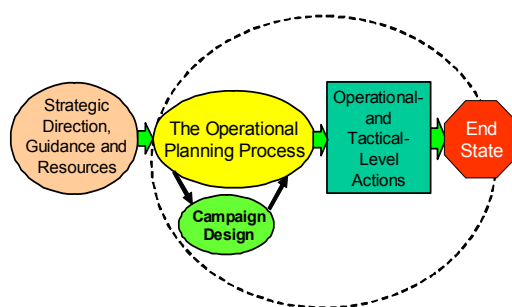 Strategic
Direction,
Guidance and
Resources
The Operational
Planning Process
Campaign
Design
Operational-
and
Tactical-
Level
Actions
End
State